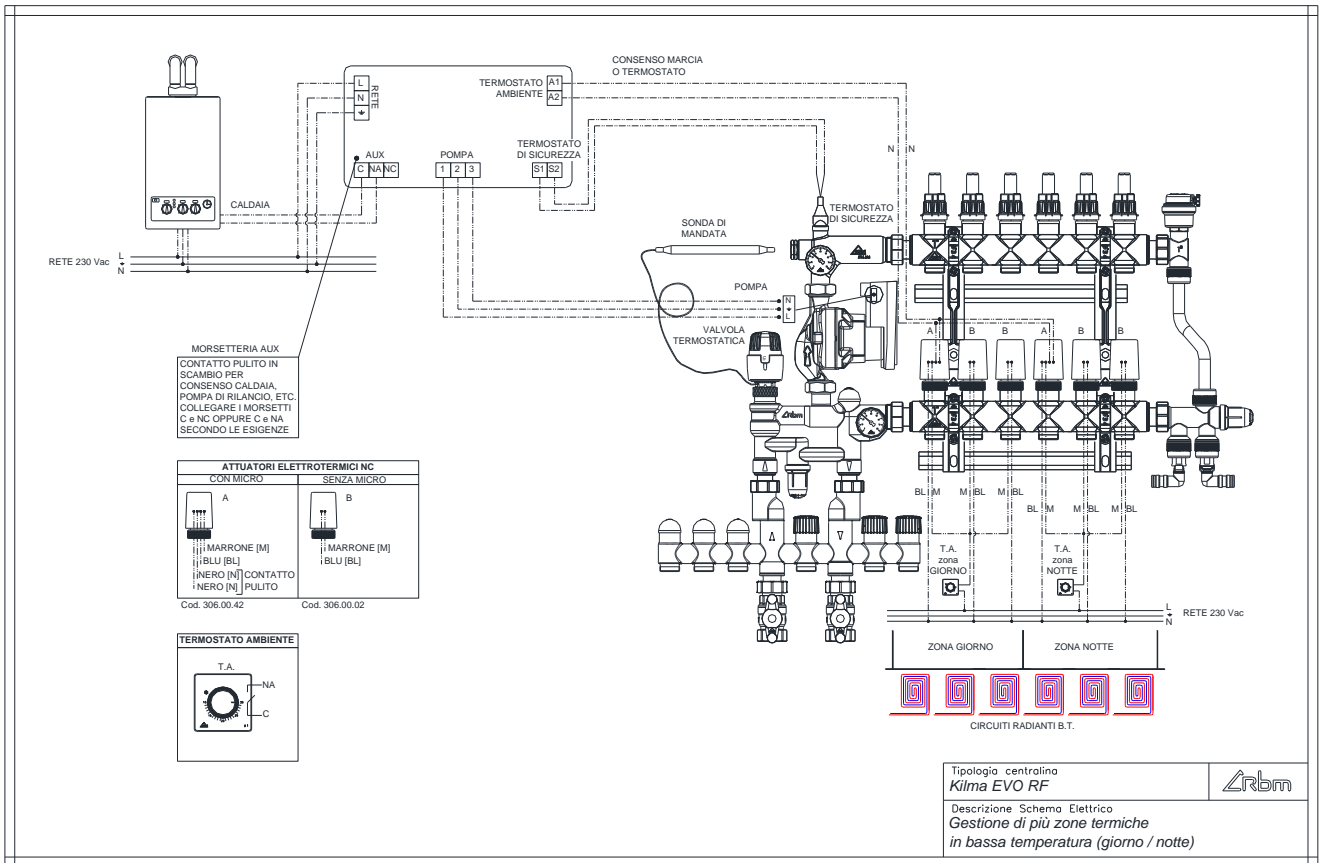 CONSENSO MARCIA
O TERMOSTATO
L
N
RETE
TERMOSTATO
AMBIENTE
A1
A2
AUX
C NA NC
POMPA
1 2 3
TERMOSTATO
DI SICUREZZA
S1 S2
CALDAIA
RETE 230 Vac
L
N
N N
TERMOSTATO
DI SICUREZZA
SONDA DI
MANDATA
POMPA
N
L
VALVOLA
TERMOSTATICA
A B B A B B
MORSETTERIA AUX
CONTATTO PULITO IN
SCAMBIO PER
CONSENSO CALDAIA,
POMPA DI RILANCIO, ETC.
COLLEGARE I MORSETTI
C e NC OPPURE C e NA
SECONDO LE ESIGENZE
rbm
ATTUATORI ELETTROTERMICI NC
CON MICRO SENZA MICRO
A
MARRONE [M]
BLU [BL]
NERO [N] CONTATTO
NERO [N] PULITO
B
MARRONE [M]
BLU [BL]
Cod. 306.00.42 Cod. 306.00.02
BL M M BL M BL
BL M M BL M BL
T.A.
zona
GIORNO
T.A.
zona
NOTTE
L
N
RETE 230 Vac
ZONA GIORNO ZONA NOTTE
CIRCUITI RADIANTI B.T.
TERMOSTATO AMBIENTE
T.A.
NA
C
Tipologia centralina
Kilma EVO RF
rbm
Descrizione Schema Elettrico
Gestione di più zone termiche
in bassa temperatura (giorno / notte)